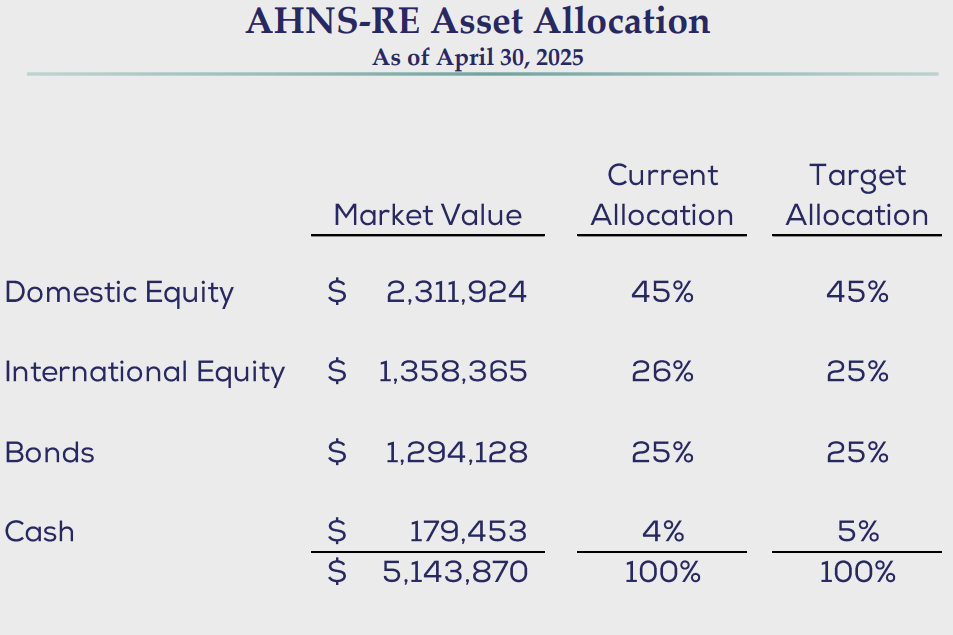 AHNS-RE Asset Allocation
As of April 30, 2025
Current Target
Market Value Allocation Allocation
Domestic Equity $ 2,311,924 45% 45%
International Equity $ 1,358,365 26% 25%
Bonds $ 1,294,128 25% 25%
Cash $ 179,453 4% 5%
$ 5,143,870 100% 100%